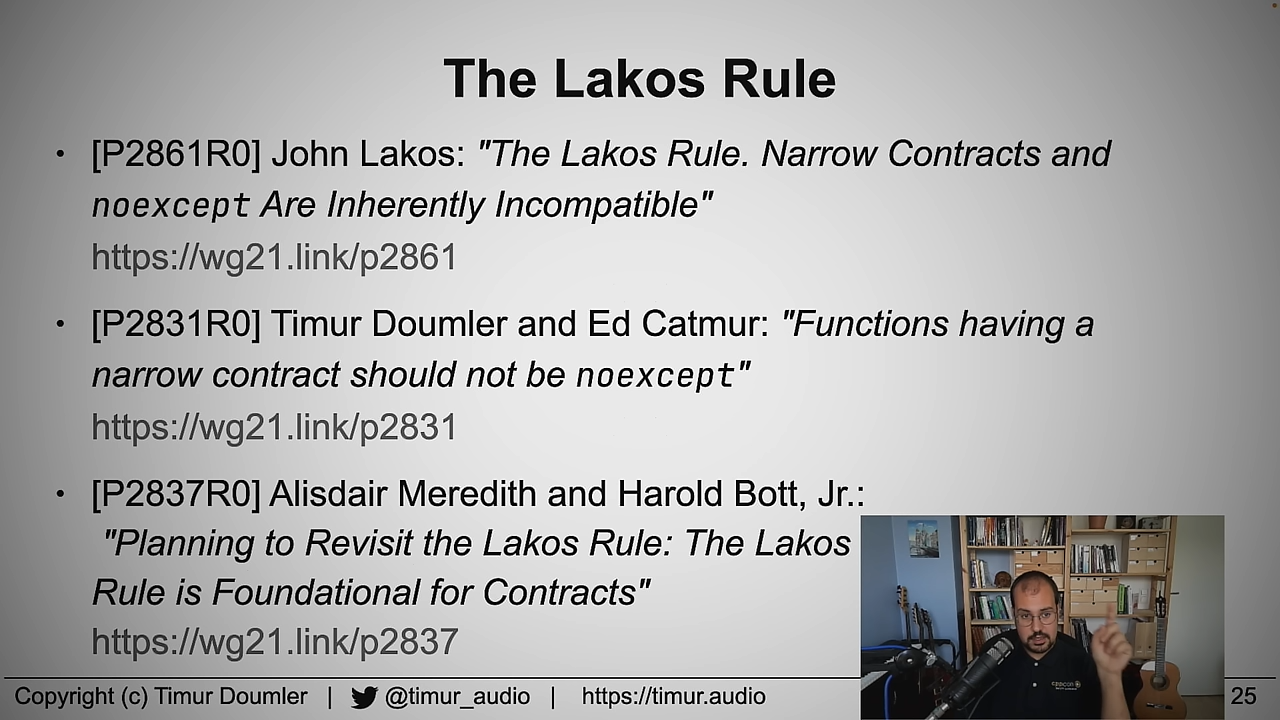 The Lakos Rule
• [P2861R0] John Lakos: "The Lakos Rule. Narrow Contracts and
noexcept Are Inherently Incompatible"
https://wg21.link/p2861
• [P2831R0] Timur Doumler and Ed Catmur: "Functions having a
narrow contract should not be noexcept"
https://wg21.link/p2831
• [P2837R0] Alisdair Meredith and Harold Bott, Jr.:
"Planning to Revisit the Lakos Rule: The Lakos
Rule is Foundational for Contracts"
https://wg21.link/p2837
cppcon
Copyright (c) Timur Doumler | @timur_audio | https://timur.audio
25